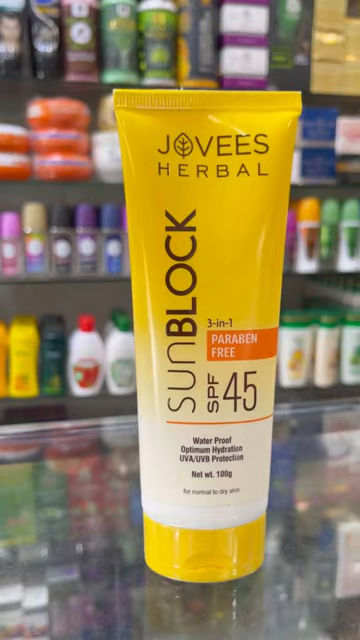 JOVEES
HERBAL
SUNBLOCK
3-in-1
PARABEN
FREE
SPF 45
Water Proof
Optimum Hydration
UVA/UVB Protection
Net wt. 100g
for normal to dry skin